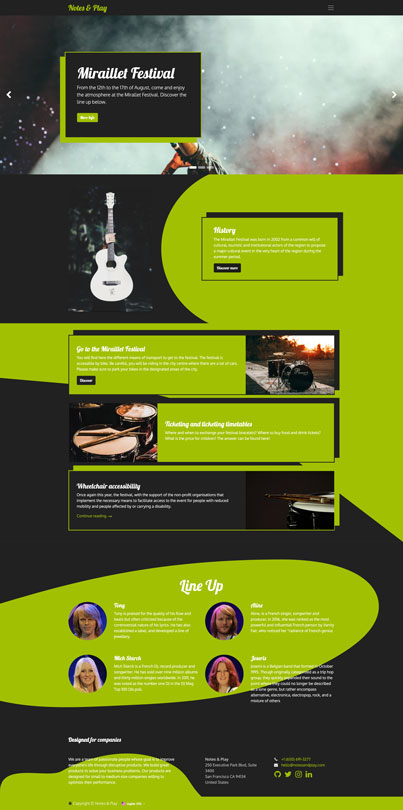 Notes & Play
Miraillet Festival
From the 12th to the 17th of August, come and enjoy
the atmosphere at the Miraillet Festival. Discover the
line up below.
More Info
History
The Miraillet Festival was born in 2002 from a common will of
cultural, tourism, and institutional actors of the region to propose
a major cultural event in the very heart of the region during the
summer period.
Discover more
Go to the Miraillet Festival
You will find here the different means of transport to get to the festival. The festival is
accessible by bike. Be careful, you will be riding in the city centre where there are a lot of cars.
Please make sure to park your bikes in the designated areas of the city.
Discover
Ticketing and ticketing timetables
Where and when to exchange your festival bracelets? Where to buy food and drink tickets?
What is the price for children? The answer can be found here!
Wheelchair accessibility
Once again this year, the festival, with the support of the non-profit organisations that
implement the necessary means to facilitate access to the event for people with reduced
mobility and people affected by or carrying a disability.
Continue reading →
Line Up
Tony
Tony is praised for the quality of his flow and
lyrics but often criticised because of the
controversial nature of his lyrics. He has also
established a label, and developed a line of
jewellery.
Aline
Aline, is a French singer, songwriter and
producer. In 2016, she was ranked as the most
powerful and influential French person by Vanity
Fair, who noticed her "variance of French genius.
Mick Starck
Mick Starck is a French DJ, record producer and
songwriter. He has sold over nine million albums
and thirty million singles worldwide. In 2011, he
was voted as the number one DJ in the DJ Mag
Top 100 DJs poll.
Jouvris
Jouvris is a Belgian band that formed in October
1995. Though originally conceived as a trip hop
group, they quickly expanded their sound to the
point where they could no longer be described
as a one genre, but rather encompass
alternative, electronica, electropop, rock, and a
mixture of others
Designed for companies
We are a team of passionate people whose goal is to improve
everyone's life through disruptive products. We build great
products to solve your business problems. Our products are
designed for small to medium size companies willing to
optimize their performance.
Notes & Play
250 Executive Park Blvd, Suite
3400
San Francisco CA 94134
United States
+1 (650) 691-3277
hello@notesandplay.com
Copyright © Notes & Play